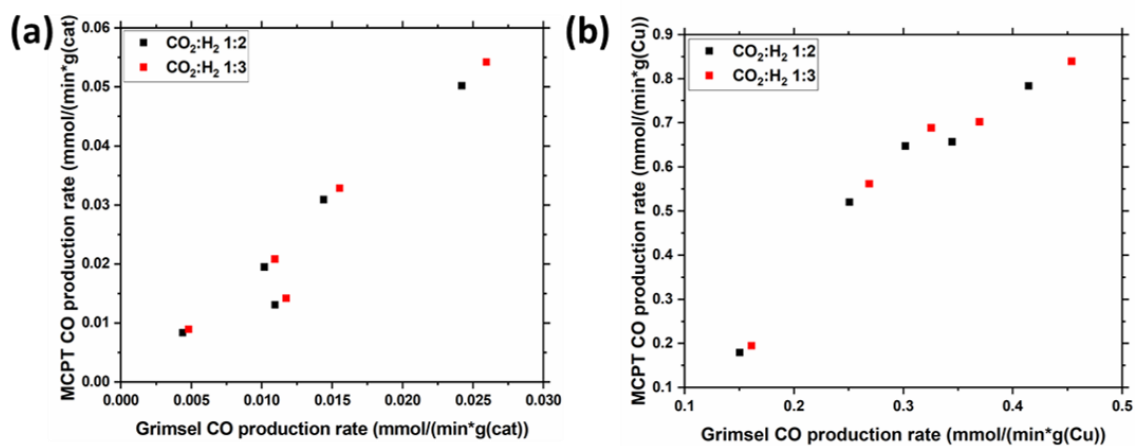 (a)
MCPT CO production rate (mmol/(min*g(cat)
0.06
0.05
0.04
0.03
0.02
0.01
0.00
CO₂:H₂ 1:2
CO₂:H₂ 1:3
0.000 0.005 0.010 0.015 0.020 0.025 0.030
Grimsel CO production rate (mmol/(min*g(cat))
(b)
MCPT CO production rate (mmol/(min*g(Cu))
0.9
0.8
0.7
0.6
0.5
0.4
0.3
0.2
0.1
CO₂:H₂ 1:2
CO₂:H₂ 1:3
0.1 0.2 0.3 0.4 0.5
Grimsel CO production rate (mmol/(min*g(Cu))